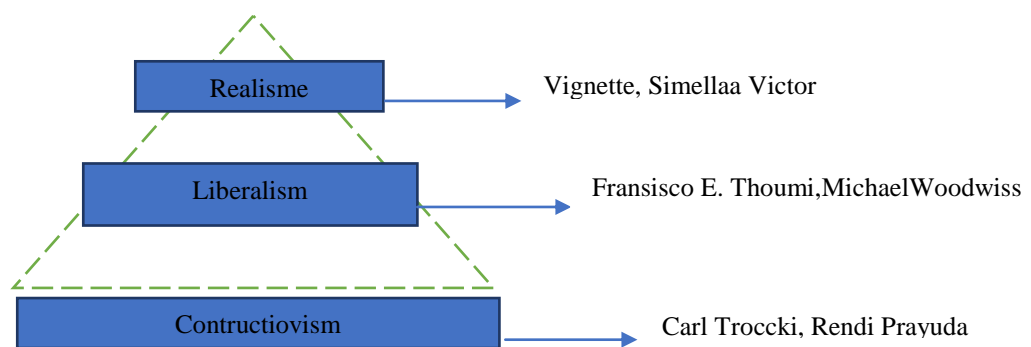 Realisme
Vignette, Simellaa Victor
Liberalism
Fransisco E. Thoumi,MichaelWoodwiss
Contructiovism
Carl Troccki, Rendi Prayuda